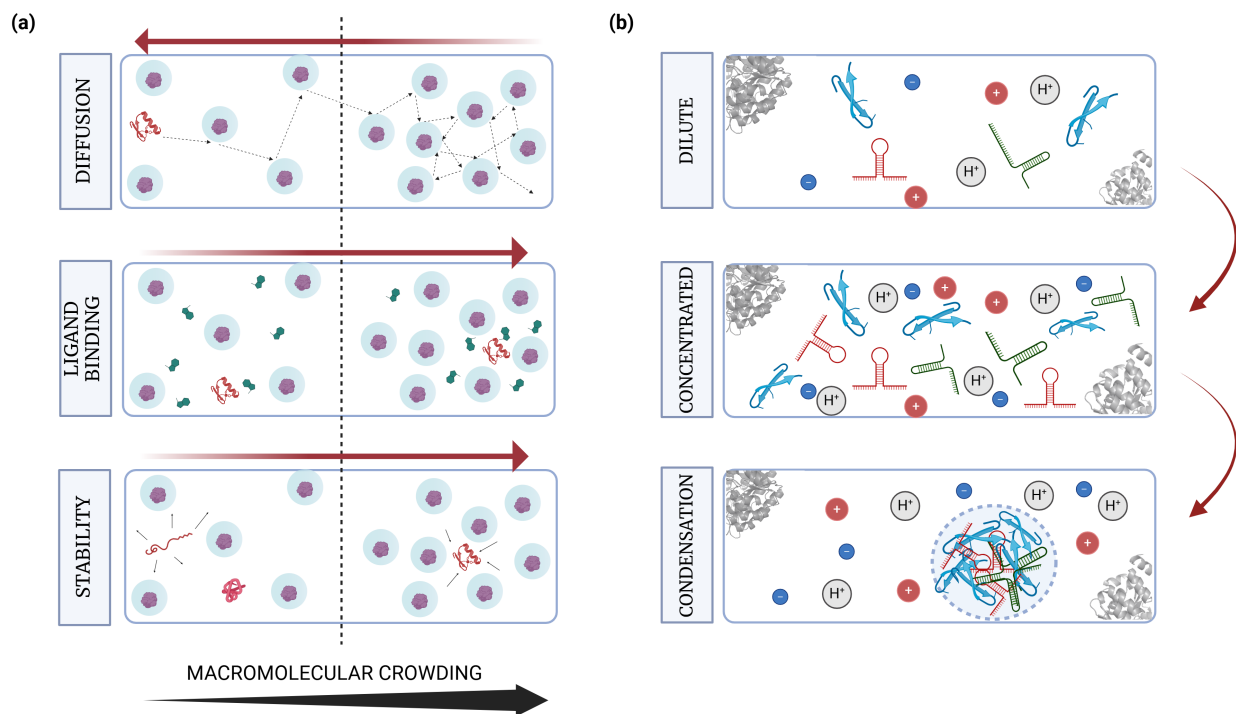 (a)
DIFFUSION
LIGAND
BINDING
STABILITY
MACROMOLECULAR CROWDING
(b)
DILUTE
−
+
H⁺
H⁺
−
+
CONCENTRATED
H⁺
−
+
+
H⁺
−
−
H⁺
H⁺
+
−
CONDENSATION
+
H⁺
−
H⁺
−
H⁺
−
+
−
H⁺
+